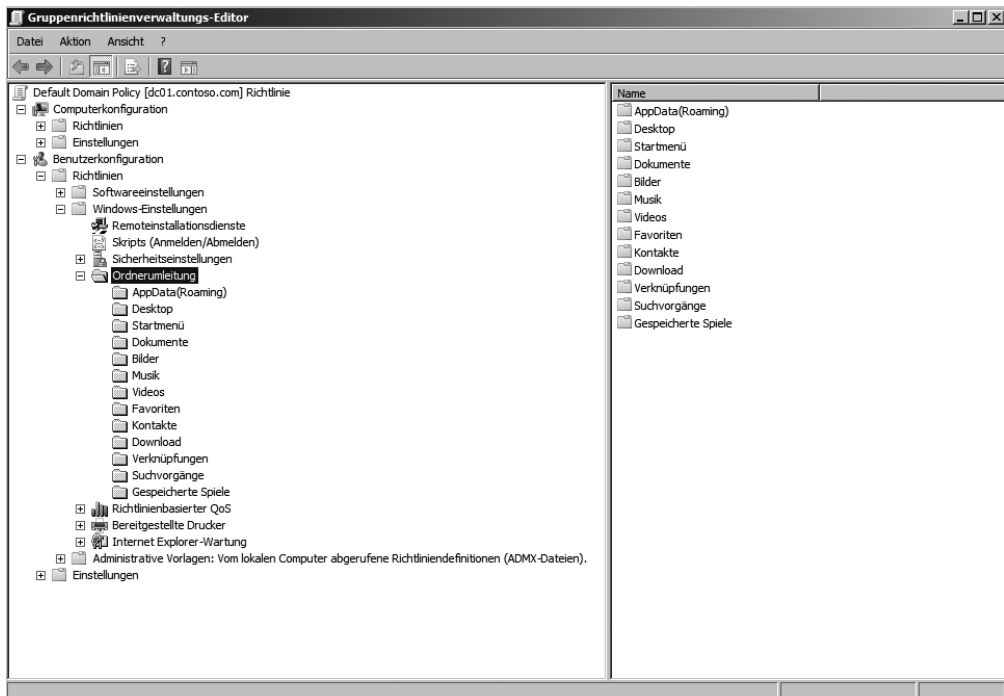 Gruppenrichtlinienverwaltungs-Editor
Datei Aktion Ansicht ?
Default Domain Policy [dc01.contoso.com] Richtlinie
Computerkonfiguration
Richtlinien
Einstellungen
Benutzerkonfiguration
Richtlinien
Softwareeinstellungen
Windows-Einstellungen
Remoteinstallationsdienste
Skripts (Anmelden/Abmelden)
Sicherheitseinstellungen
Ordnerumleitung
AppData(Roaming)
Desktop
Startmenü
Dokumente
Bilder
Musik
Videos
Favoriten
Kontakte
Download
Verknüpfungen
Suchvorgänge
Gespeicherte Spiele
Richtlinienbasierter QoS
Bereitgestellte Drucker
Internet Explorer-Wartung
Administrative Vorlagen: Vom lokalen Computer abgerufene Richtliniendefinitionen (ADMX-Dateien).
Einstellungen
Name
AppData(Roaming)
Desktop
Startmenü
Dokumente
Bilder
Musik
Videos
Favoriten
Kontakte
Download
Verknüpfungen
Suchvorgänge
Gespeicherte Spiele